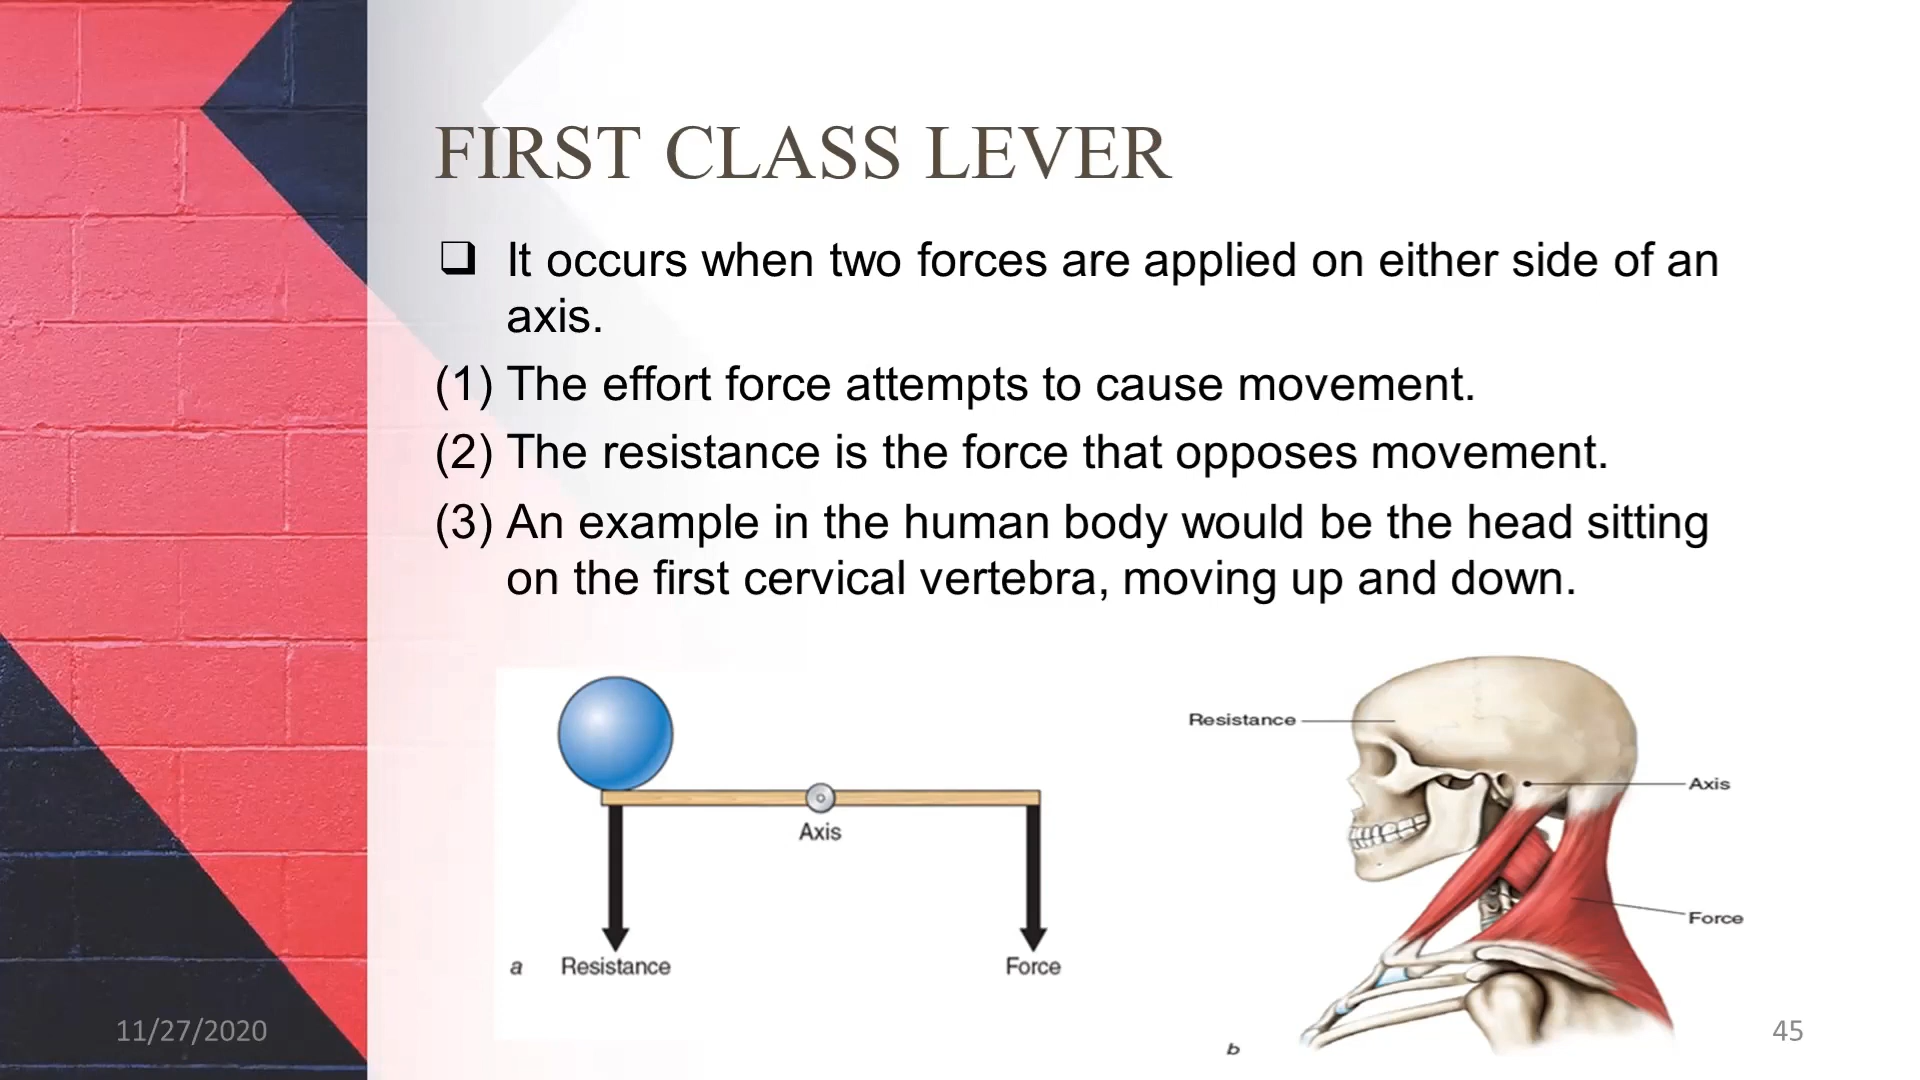 FIRST CLASS LEVER
❑ It occurs when two forces are applied on either side of an
axis.
(1) The effort force attempts to cause movement.
(2) The resistance is the force that opposes movement.
(3) An example in the human body would be the head sitting
on the first cervical vertebra, moving up and down.
Axis
a Resistance
Force
Resistance
Axis
Force
b
11/27/2020
45